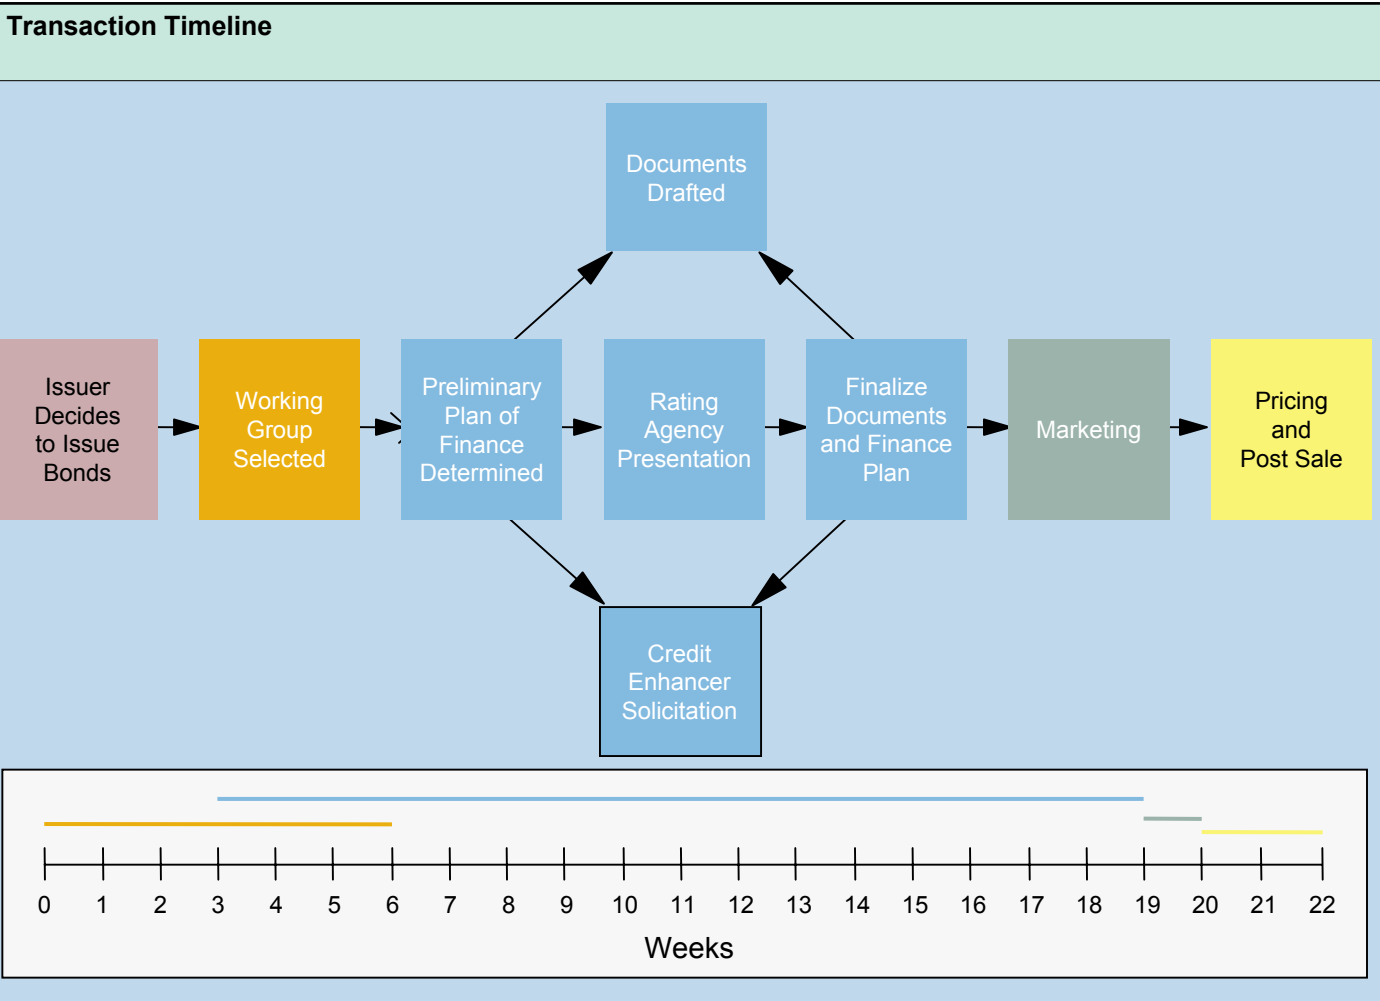 Transaction Timeline
Documents
Drafted
Issuer
Decides
to Issue
Bonds
Working
Group
Selected
Preliminary
Plan of
Finance
Determined
Rating
Agency
Presentation
Finalize
Documents
and Finance
Plan
Marketing
Pricing
and
Post Sale
Credit
Enhancer
Solicitation
0 1 2 3 4 5 6 7 8 9 10 11 12 13 14 15 16 17 18 19 20 21 22
Weeks